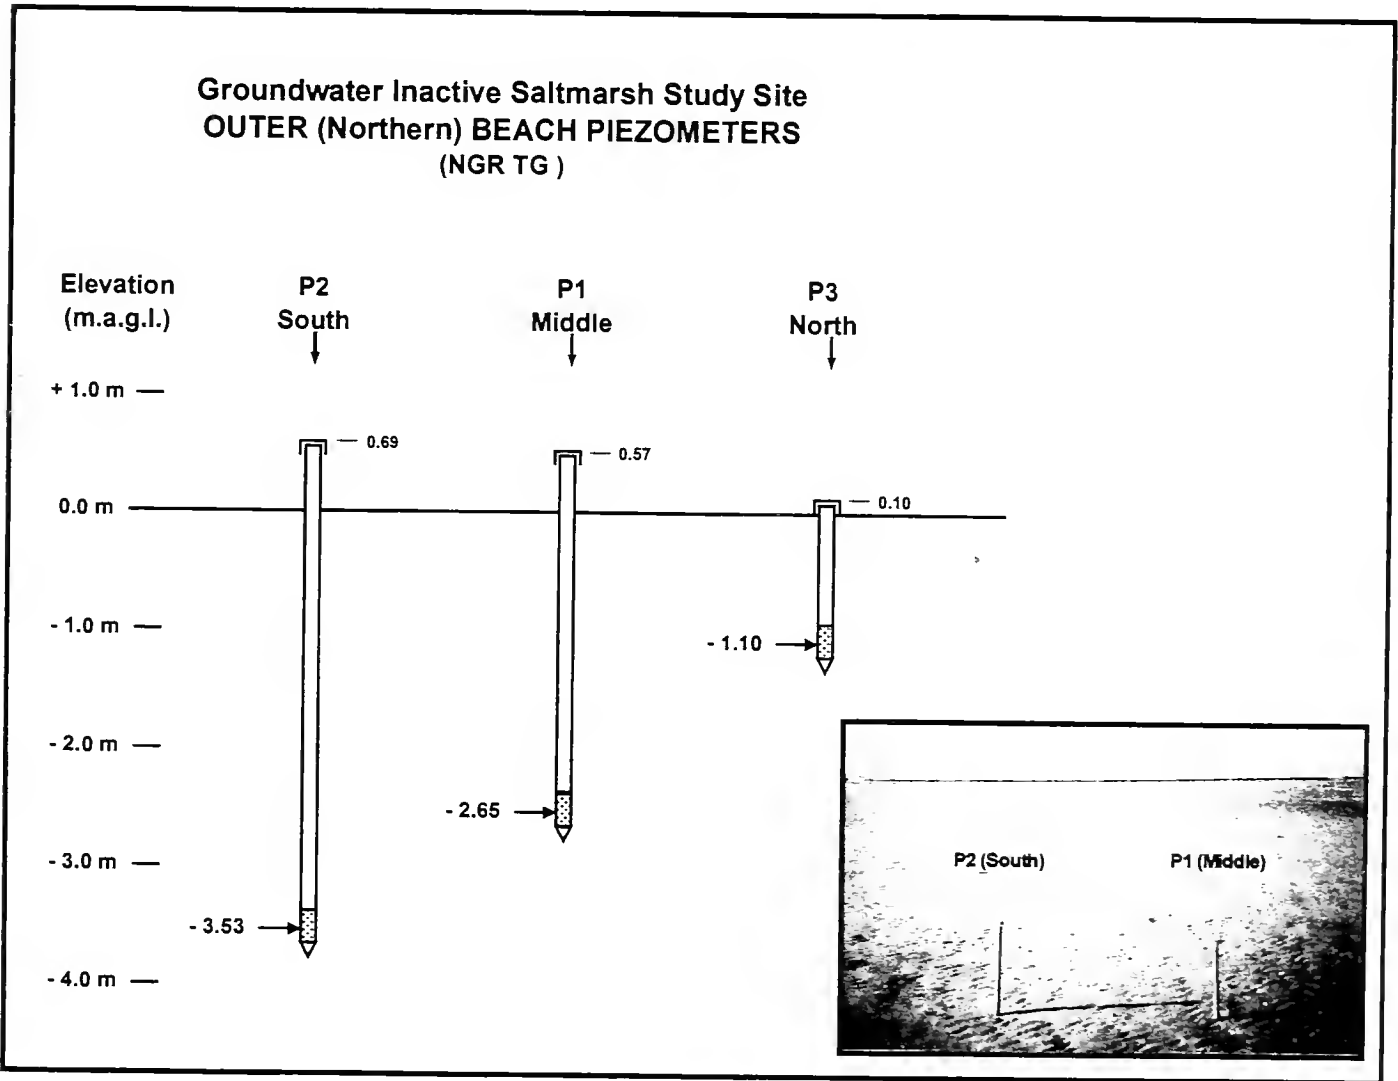 Groundwater Inactive Saltmarsh Study Site
OUTER (Northern) BEACH PIEZOMETERS
(NGR TG )
Elevation
(m.a.g.l.)
P2
South
P1
Middle
P3
North
+ 1.0 m
0.69
0.57
0.0 m
0.10
- 1.0 m
- 1.10
- 2.0 m
- 2.65
- 3.0 m
- 3.53
- 4.0 m
P2 (South)
P1 (Middle)